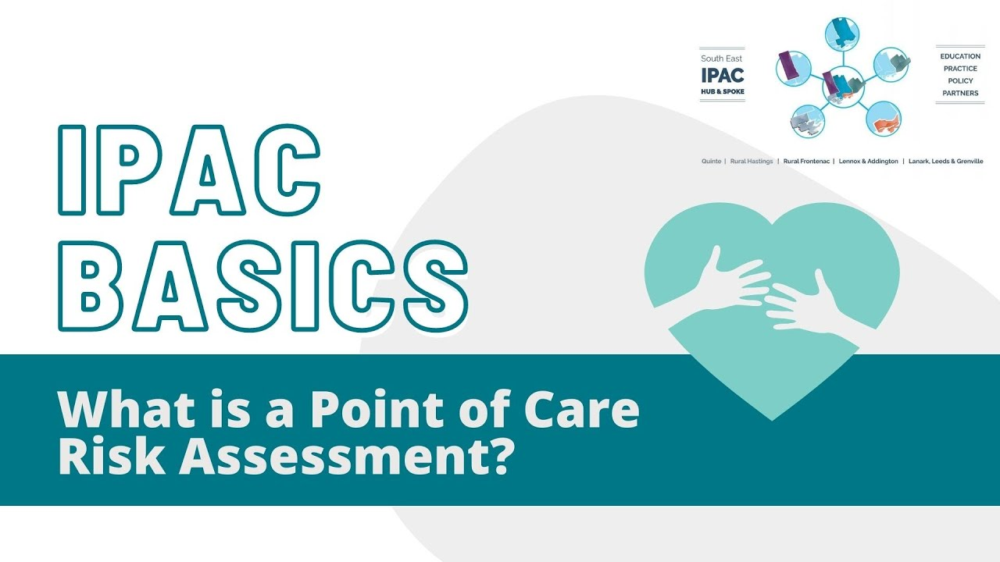 South East
IPAC
HUB & SPOKE
EDUCATION
PRACTICE
POLICY
PARTNERS
Quinte | Rural Hastings | Rural Frontenac | Lennox & Addington | Lanark, Leeds & Grenville
IPAC
BASICS
What is a Point of Care
Risk Assessment?